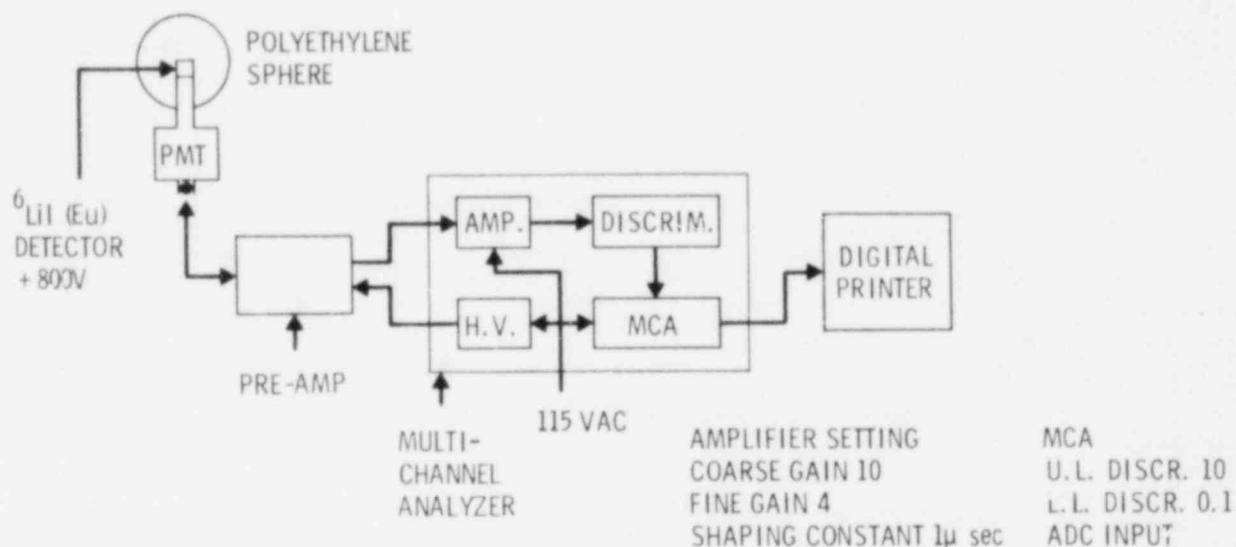 POLYETHYLENE
SPHERE
PMT
6LiI (Eu)
DETECTOR
+ 800V
AMP.
DISCRIM.
DIGITAL
PRINTER
H.V.
MCA
PRE-AMP
115 VAC
MULTI-
CHANNEL
ANALYZER
AMPLIFIER SETTING
COARSE GAIN 10
FINE GAIN 4
SHAPING CONSTANT 1μ sec
MCA
U.L. DISCR. 10
L.L. DISCR. 0.1
ADC INPUT